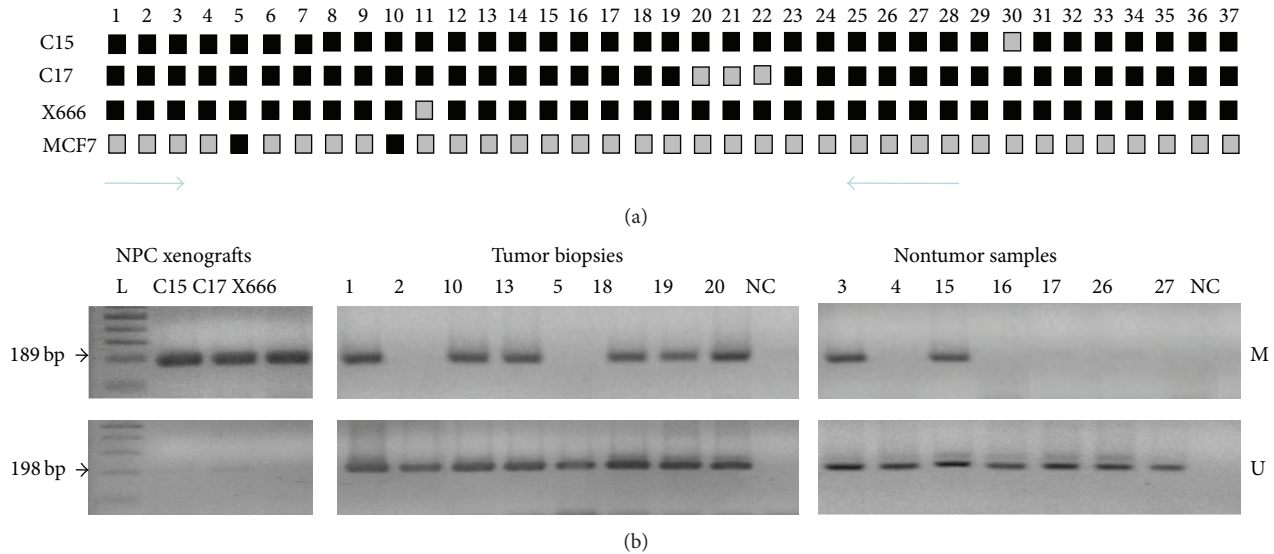 1 2 3 4 5 6 7 8 9 10 11 12 13 14 15 16 17 18 19 20 21 22 23 24 25 26 27 28 29 30 31 32 33 34 35 36 37
C15
C17
X666
MCF7
(a)
NPC xenografts Tumor biopsies Nontumor samples
L C15 C17 X666 1 2 10 13 5 18 19 20 NC 3 4 15 16 17 26 27 NC
189 bp M
198 bp U
(b)